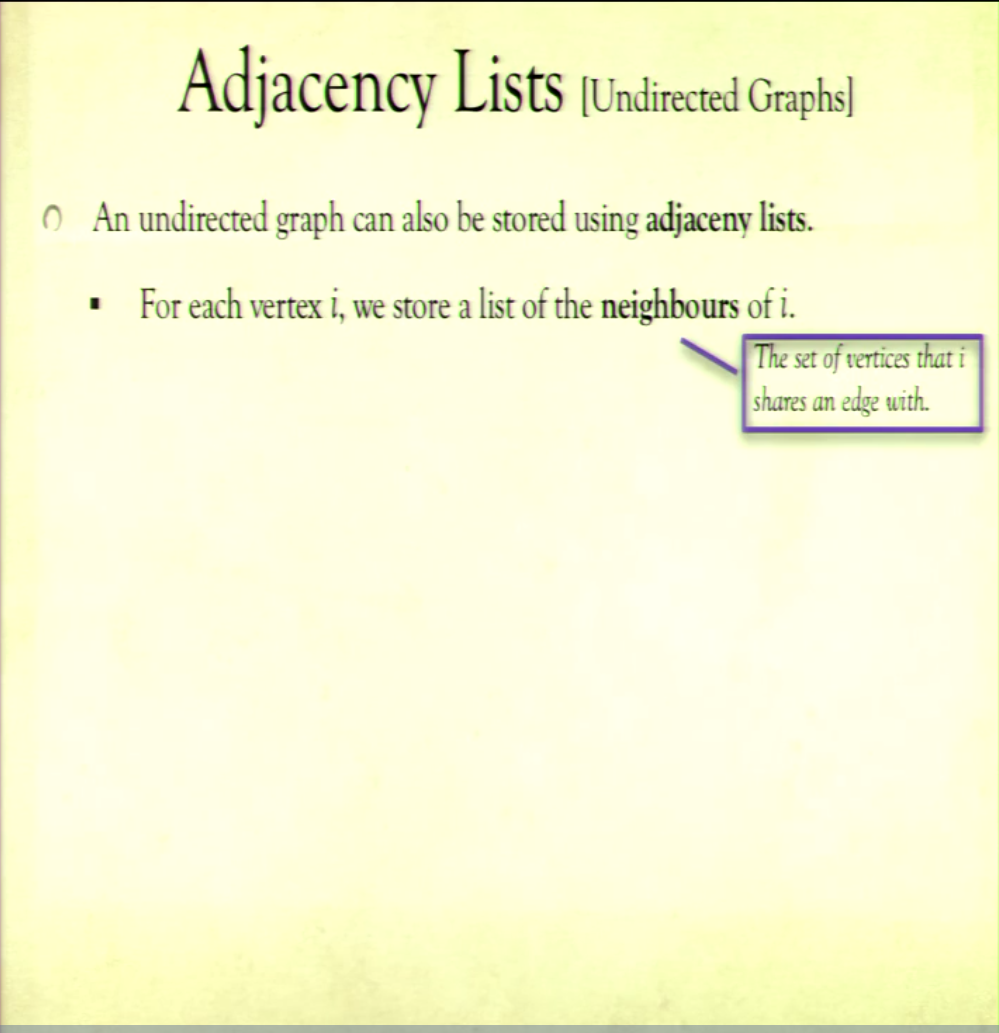 Adjacency Lists [Undirected Graphs]
An undirected graph can also be stored using adjaceny lists.
For each vertex i, we store a list of the neighbours of i.
The set of vertices that i
shares an edge with.